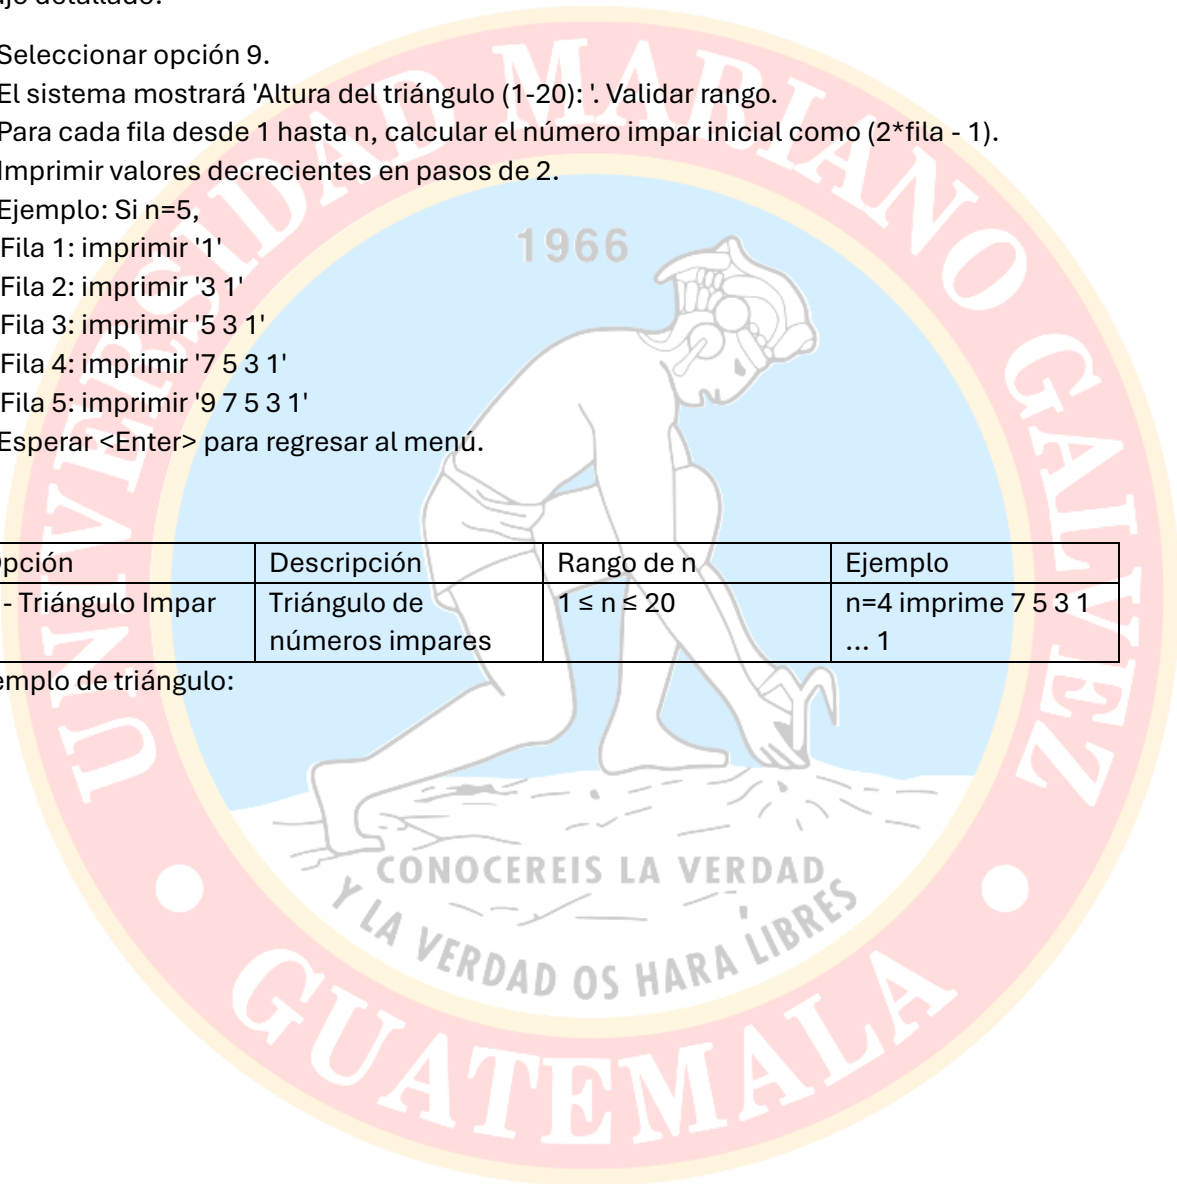 detallado:
Seleccionar opción 9.
El sistema mostrará 'Altura del triángulo (1-20): '. Validar rango.
Para cada fila desde 1 hasta n, calcular el número impar inicial como (2*fila - 1).
Imprimir valores decrecientes en pasos de 2.
Ejemplo: Si n=5,
Fila 1: imprimir '1'
Fila 2: imprimir '3 1'
Fila 3: imprimir '5 3 1'
Fila 4: imprimir '7 5 3 1'
Fila 5: imprimir '9 7 5 3 1'
Esperar <Enter> para regresar al menú.
pción Descripción Rango de n Ejemplo
- Triángulo Impar Triángulo de 1 ≤ n ≤ 20 n=4 imprime 7 5 3 1
números impares ... 1
emplo de triángulo:
UNIVERSIDAD MARIANO GALVEZ
1966
CONOCEREIS LA VERDAD
Y LA VERDAD OS HARA LIBRES
GUATEMALA